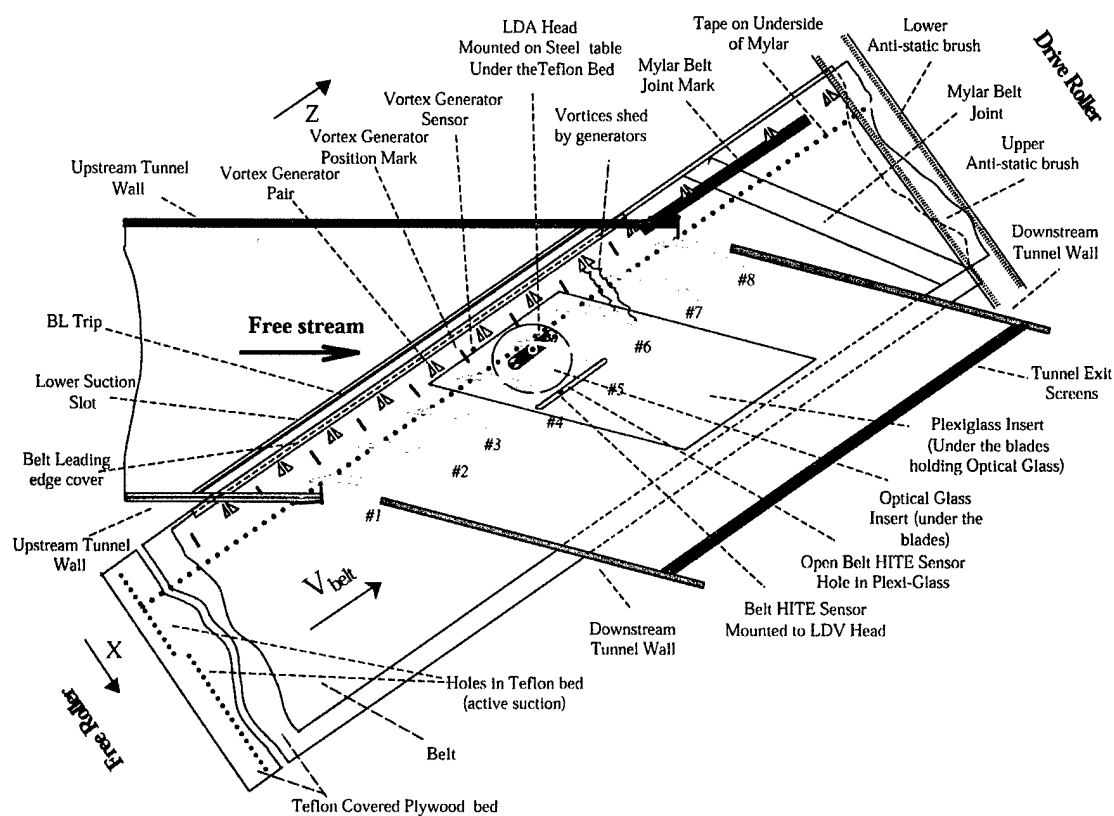 LDA Head
Mounted on Steel table
Under the Teflon Bed
Tape on Underside
of Mylar
Lower
Anti-static brush
Drive Roller
Z
Vortex Generator
Sensor
Mylar Belt
Joint Mark
Mylar Belt
Joint
Vortex Generator
Position Mark
Vortices shed
by generators
Upper
Anti-static brush
Upstream Tunnel
Wall
Vortex Generator
Pair
Downstream
Tunnel Wall
#8
#7
BL Trip
Free stream
#6
Lower Suction
Slot
#5
Tunnel Exit
Screens
#4
Plexiglass Insert
(Under the blades
holding Optical Glass)
#3
Belt Leading
edge cover
#2
Optical Glass
Insert (under the
blades)
#1
Upstream Tunnel
Wall
Open Belt HITE Sensor
Hole in Plexi-Glass
V belt
Belt HITE Sensor
Mounted to LDV Head
Downstream
Tunnel Wall
X
Holes in Teflon bed
(active suction)
Free Roller
Belt
Teflon Covered Plywood bed